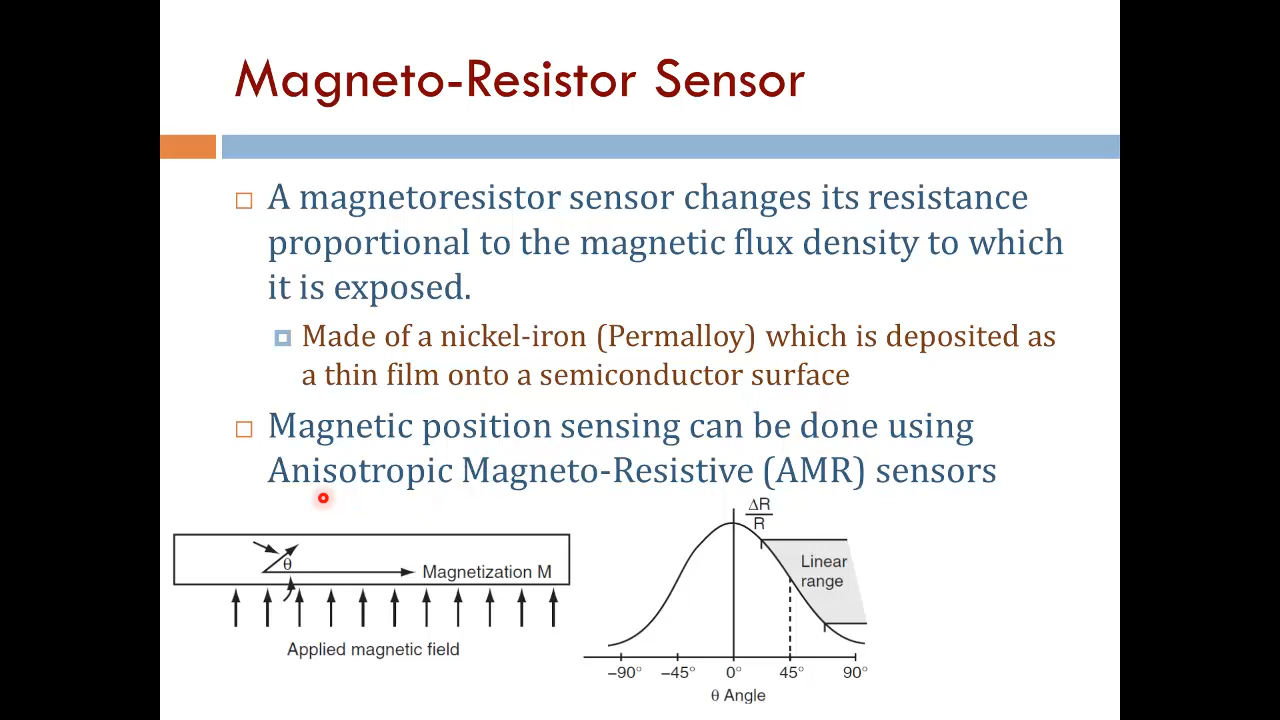 Magneto-Resistor Sensor
A magnetoresistor sensor changes its resistance
proportional to the magnetic flux density to which
it is exposed.
Made of a nickel-iron (Permalloy) which is deposited as
a thin film onto a semiconductor surface
Magnetic position sensing can be done using
Anisotropic Magneto-Resistive (AMR) sensors
θ
Magnetization M
Applied magnetic field
ΔR
R
Linear
range
−90° −45° 0° 45° 90°
θ Angle